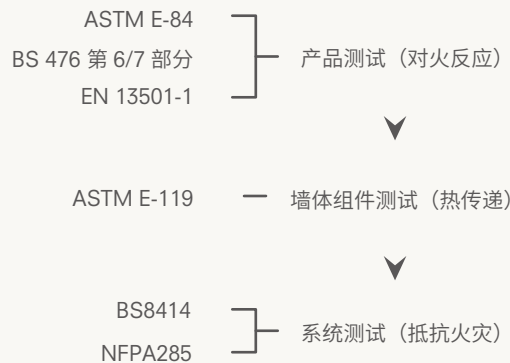 ASTM E-84
BS 476 第 6/7 部分
EN 13501-1
产品测试（对火反应）
ASTM E-119
墙体组件测试（热传递）
BS8414
NFPA285
系统测试（抵抗火灾）